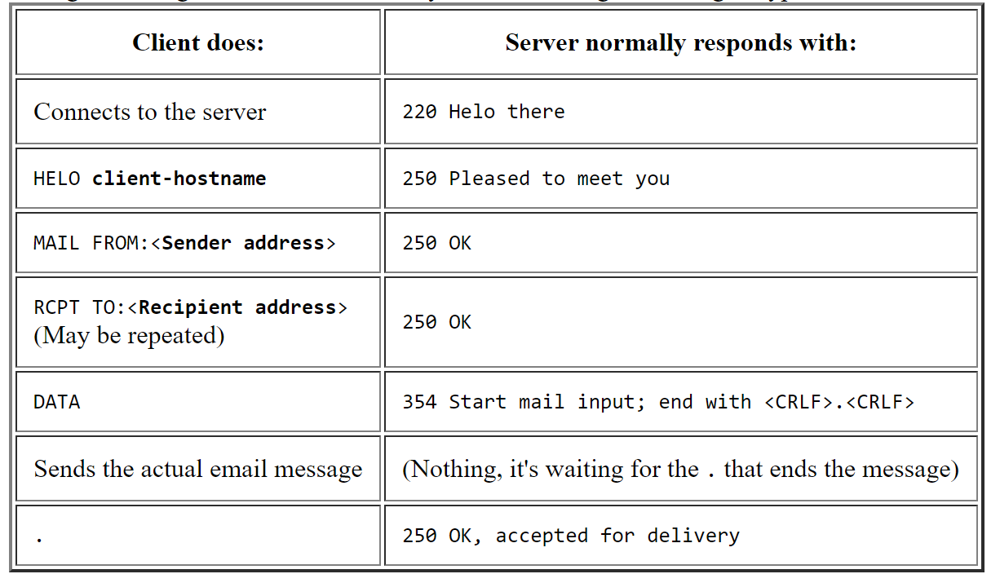 Client does:
Server normally responds with:
Connects to the server
220 Helo there
HELO client-hostname
250 Pleased to meet you
MAIL FROM:<Sender address>
250 OK
RCPT TO:<Recipient address>
(May be repeated)
250 OK
DATA
354 Start mail input; end with <CRLF>.<CRLF>
Sends the actual email message
(Nothing, it's waiting for the . that ends the message)
.
250 OK, accepted for delivery